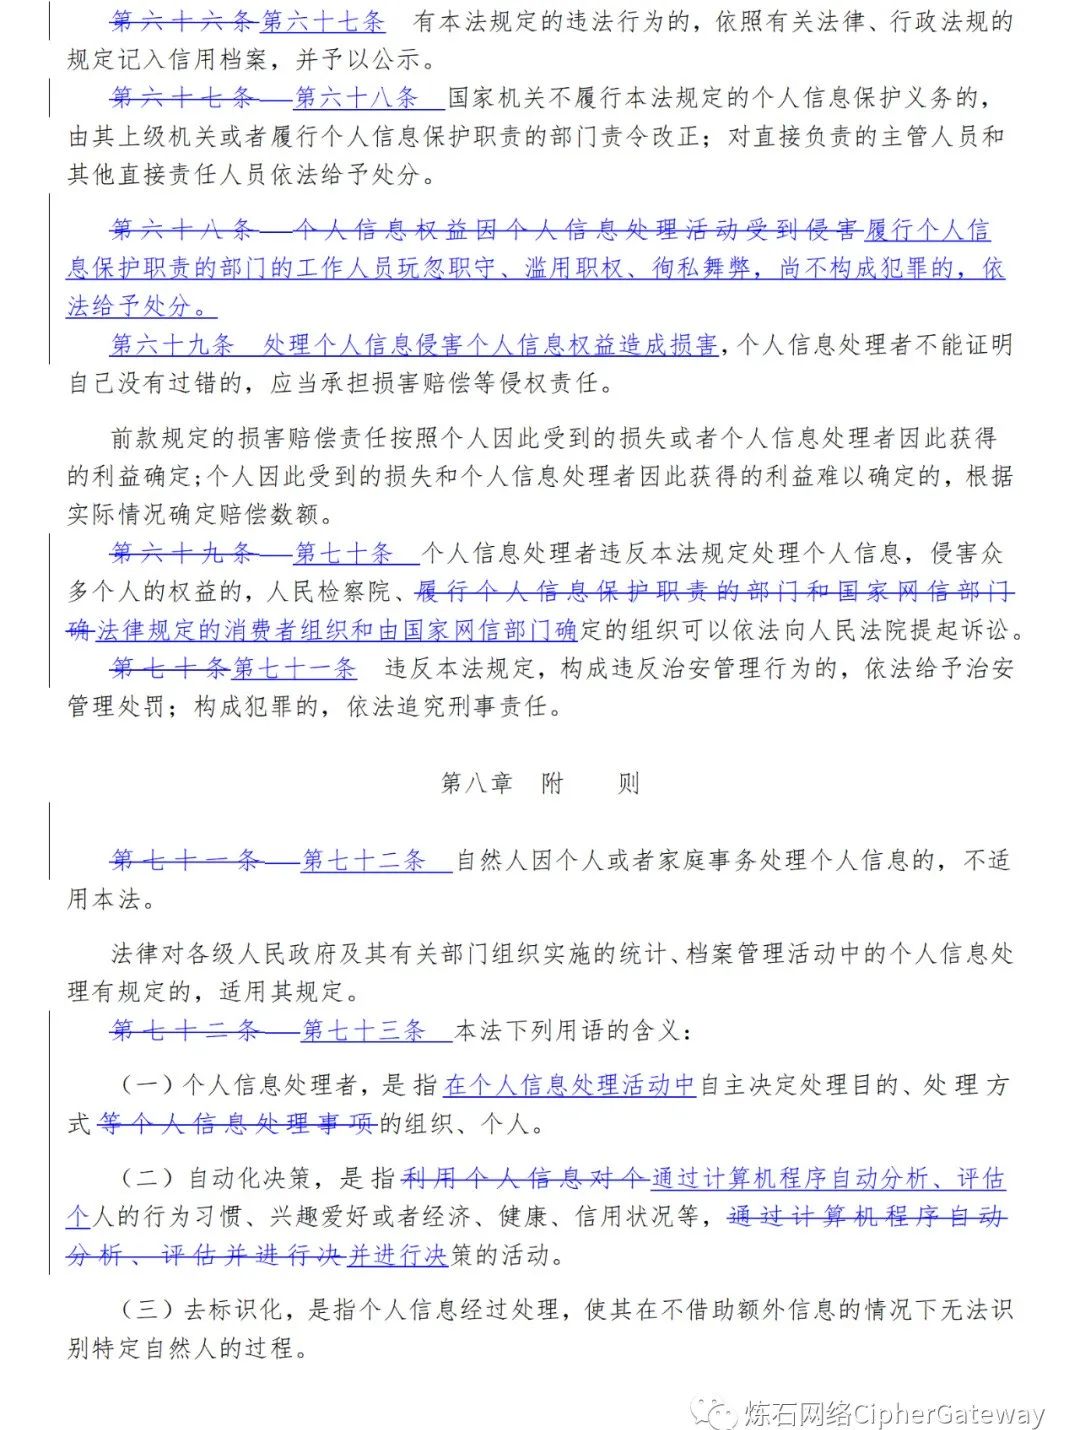 第六十六条第六十七条 有本法规定的违法行为的，依照有关法律、行政法规的
规定记入信用档案，并予以公示。
第六十七条 第六十八条 国家机关不履行本法规定的个人信息保护义务的，
由其上级机关或者履行个人信息保护职责的部门责令改正；对直接负责的主管人员和
其他直接责任人员依法给予处分。
第六十八条 个人信息权益因个人信息处理活动受到侵害履行个人信
息保护职责的部门的工作人员玩忽职守、滥用职权、徇私舞弊，尚不构成犯罪的，依
法给予处分。
第六十九条 处理个人信息侵害个人信息权益造成损害，个人信息处理者不能证明
自己没有过错的，应当承担损害赔偿等侵权责任。
前款规定的损害赔偿责任按照个人因此受到的损失或者个人信息处理者因此获得
的利益确定；个人因此受到的损失和个人信息处理者因此获得的利益难以确定的，根据
实际情况确定赔偿数额。
第六十九条 第七十条 个人信息处理者违反本法规定处理个人信息，侵害众
多个人的权益的，人民检察院、履行个人信息保护职责的部门和国家网信部门
确法律规定的消费者组织和由国家网信部门确定的组织可以依法向人民法院提起诉讼。
第七十条第七十一条 违反本法规定，构成违反治安管理行为的，依法给予治安
管理处罚；构成犯罪的，依法追究刑事责任。
第八章 附 则
第七十一条 第七十二条 自然人因个人或者家庭事务处理个人信息的，不适
用本法。
法律对各级人民政府及其有关部门组织实施的统计、档案管理活动中的个人信息处
理有规定的，适用其规定。
第七十二条 第七十三条 本法下列用语的含义：
（一）个人信息处理者，是指在个人信息处理活动中自主决定处理目的、处理方
式等个人信息处理事项的组织、个人。
（二）自动化决策，是指利用个人信息对个通过计算机程序自动分析、评估
个人的行为习惯、兴趣爱好或者经济、健康、信用状况等，通过计算机程序自动
分析、评估并进行决并进行决策的活动。
（三）去标识化，是指个人信息经过处理，使其在不借助额外信息的情况下无法识
别特定自然人的过程。
炼石网络CipherGateway